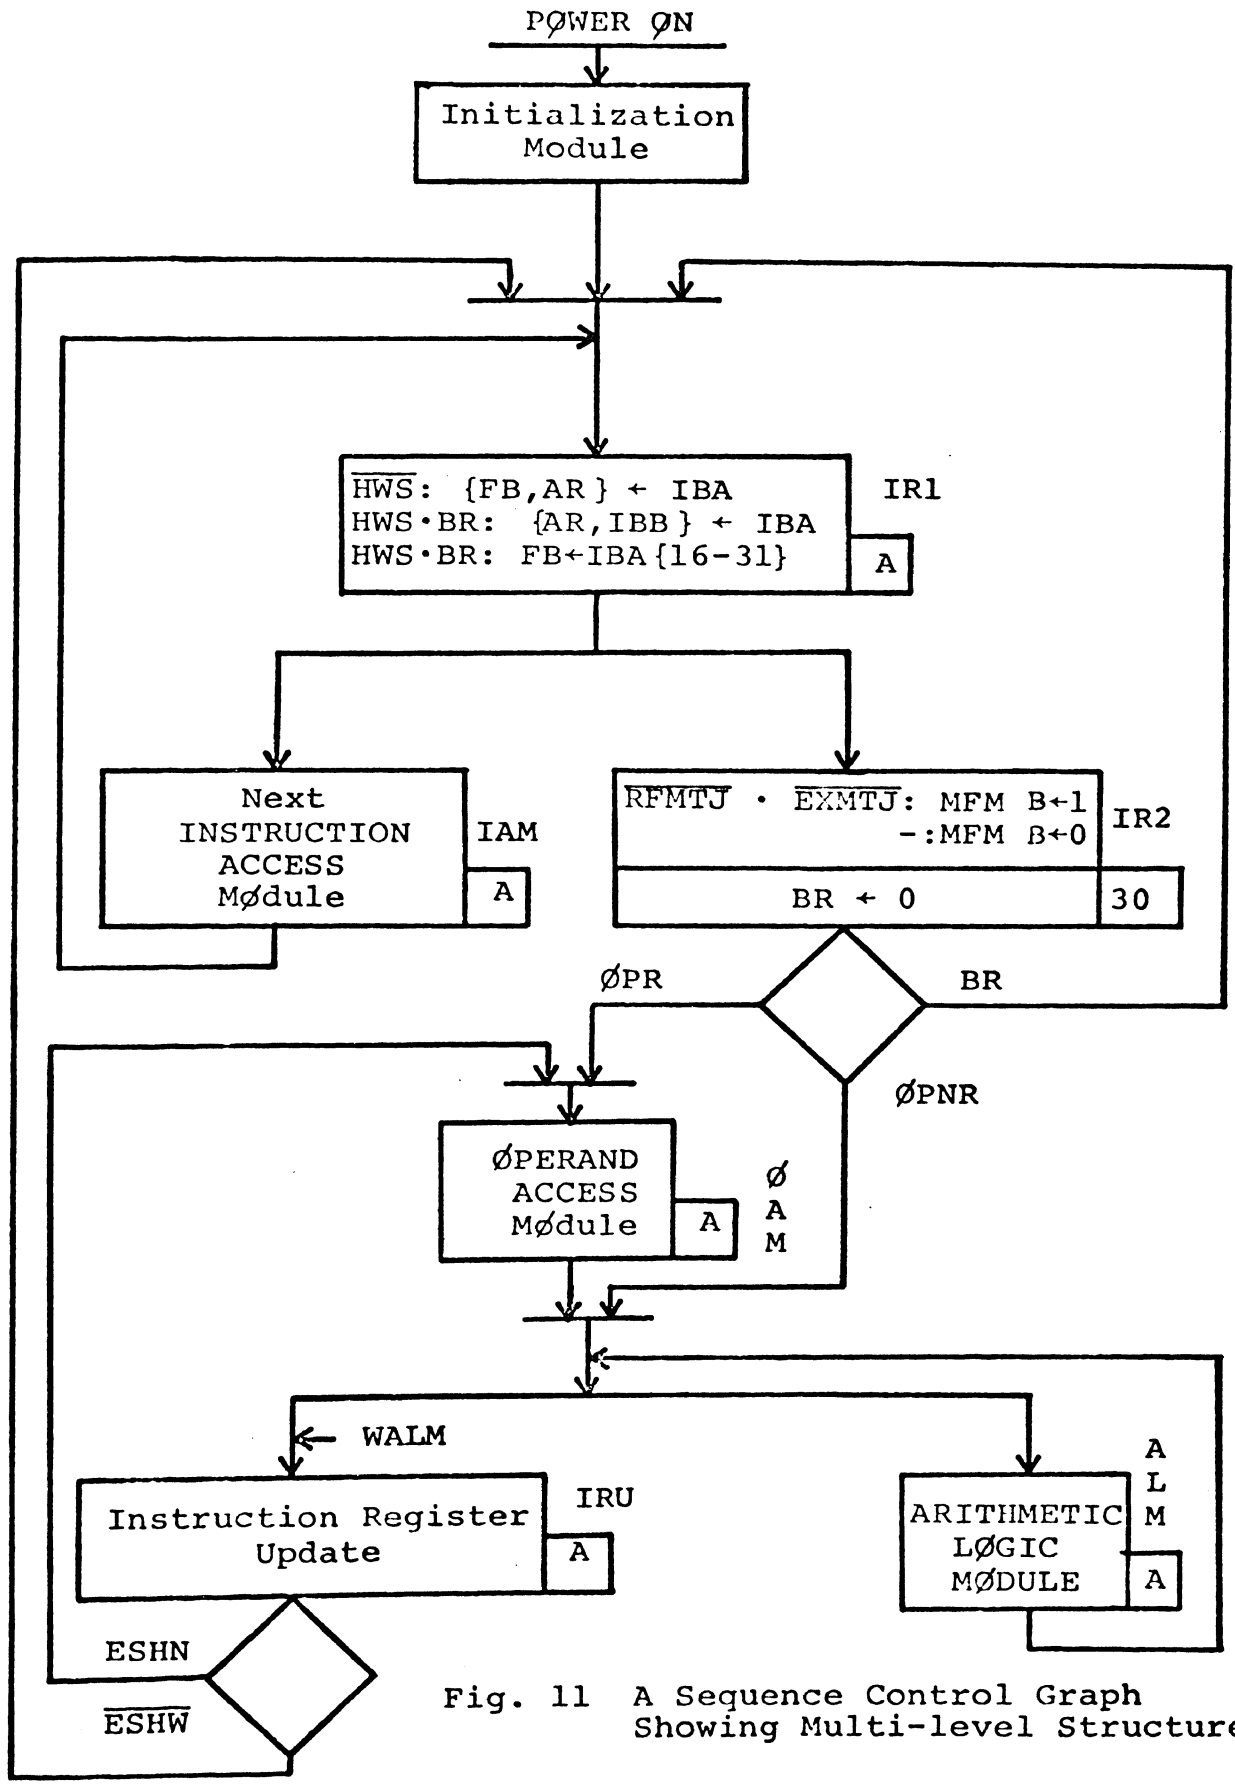 PØWER ØN
Initialization
Module
HWS: {FB,AR} ← IBA
HWS·BR: {AR,IBB} ← IBA
HWS·BR: FB←IBA{16-31}
IR1
A
Next
INSTRUCTION
ACCESS
MØdule
IAM
A
RFMTJ · EXMTJ: MFM B←1
-:MFM B←0
IR2
BR ← 0
30
ØPR
BR
ØPNR
ØPERAND
ACCESS
MØdule
A
ØAM
WALM
Instruction Register
Update
IRU
A
ARITHMETIC
LØGIC
MØDULE
ALM
A
ESHN
ESHW
Fig. 11 A Sequence Control Graph
Showing Multi-level Structure